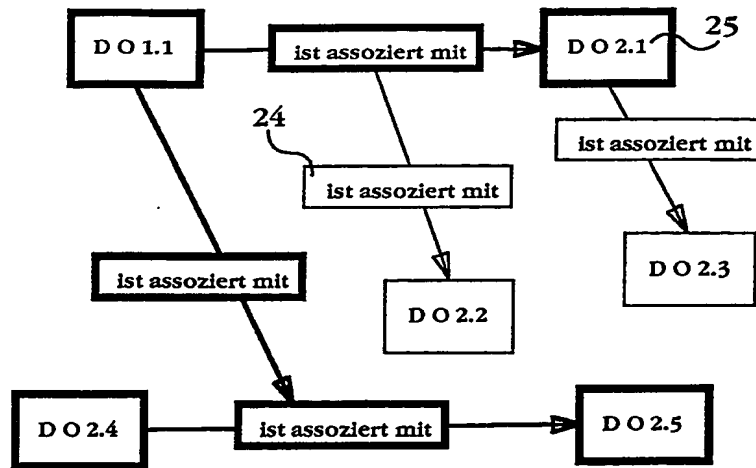 D O 1.1
ist assoziert mit
D O 2.1
25
24
ist assoziert mit
ist assoziert mit
D O 2.3
ist assoziert mit
D O 2.2
D O 2.4
ist assoziert mit
D O 2.5